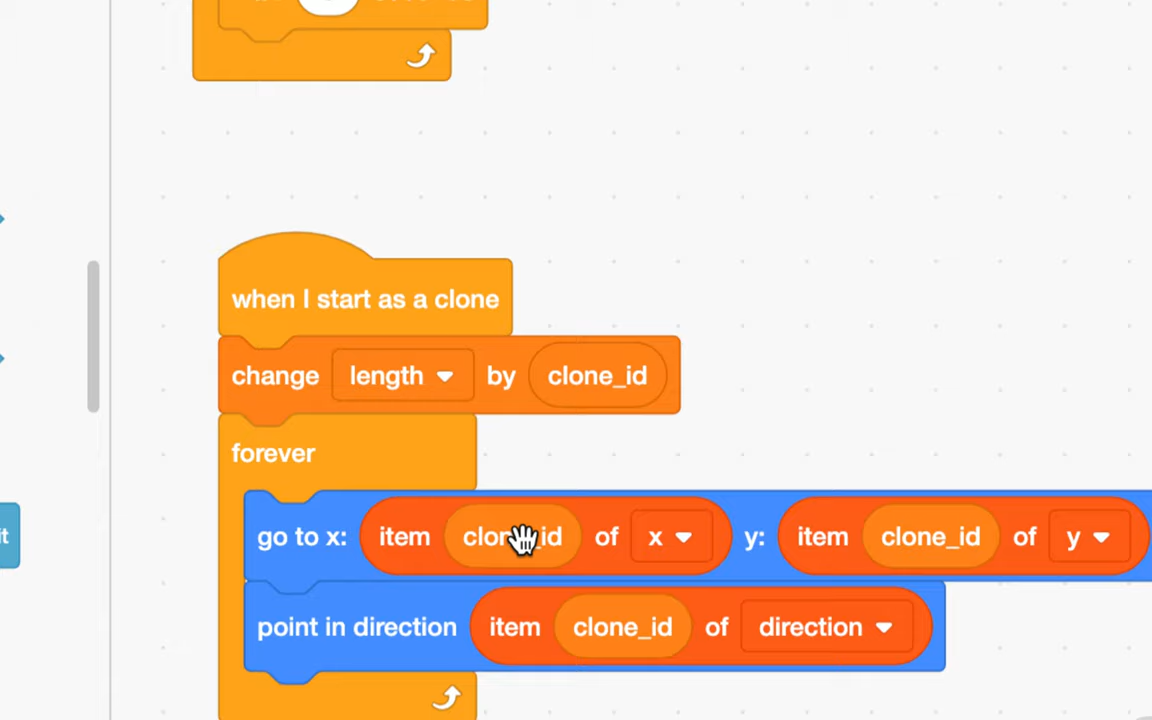 when I start as a clone
change length by clone_id
forever
go to x: item clone_id of x y: item clone_id of y
point in direction item clone_id of direction